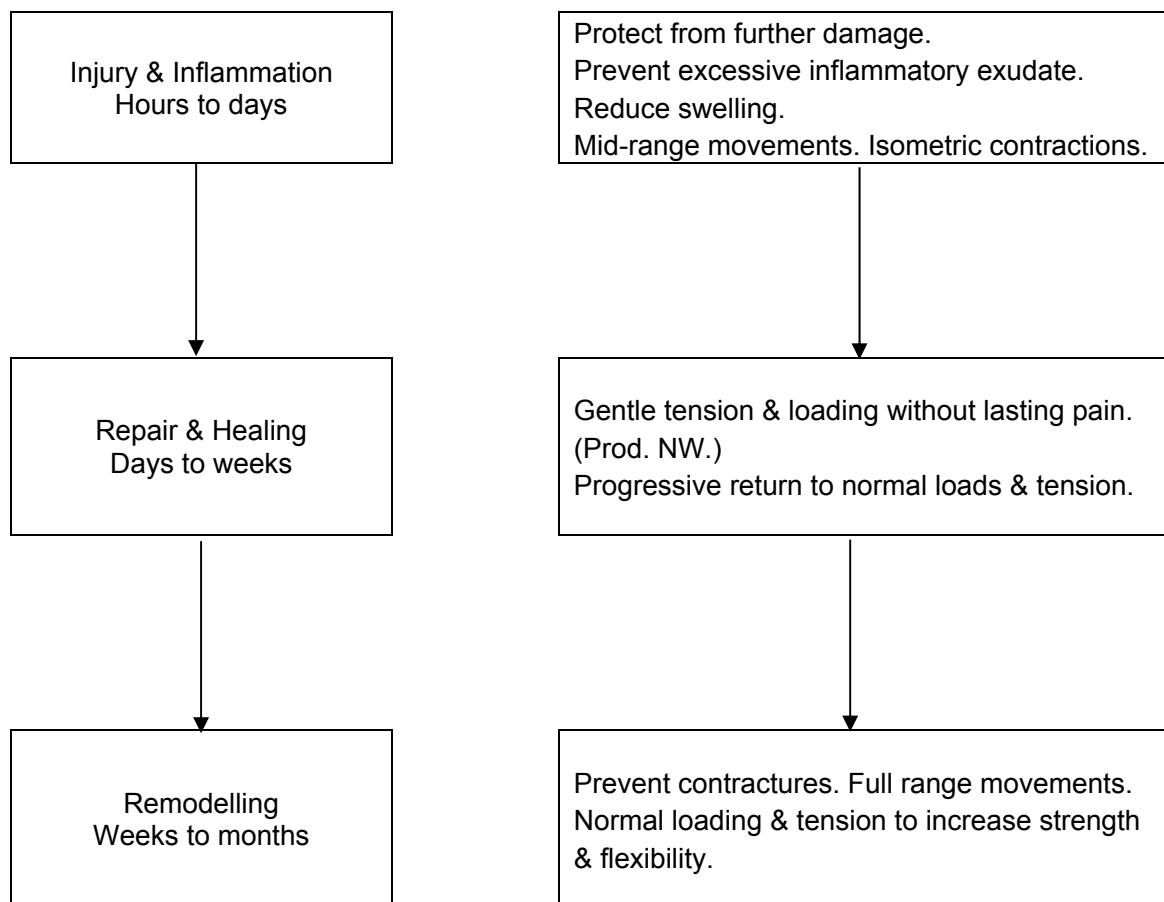 Injury & Inflammation
Hours to days
Protect from further damage.
Prevent excessive inflammatory exudate.
Reduce swelling.
Mid-range movements. Isometric contractions.
Repair & Healing
Days to weeks
Gentle tension & loading without lasting pain.
(Prod. NW.)
Progressive return to normal loads & tension.
Remodelling
Weeks to months
Prevent contractures. Full range movements.
Normal loading & tension to increase strength
& flexibility.